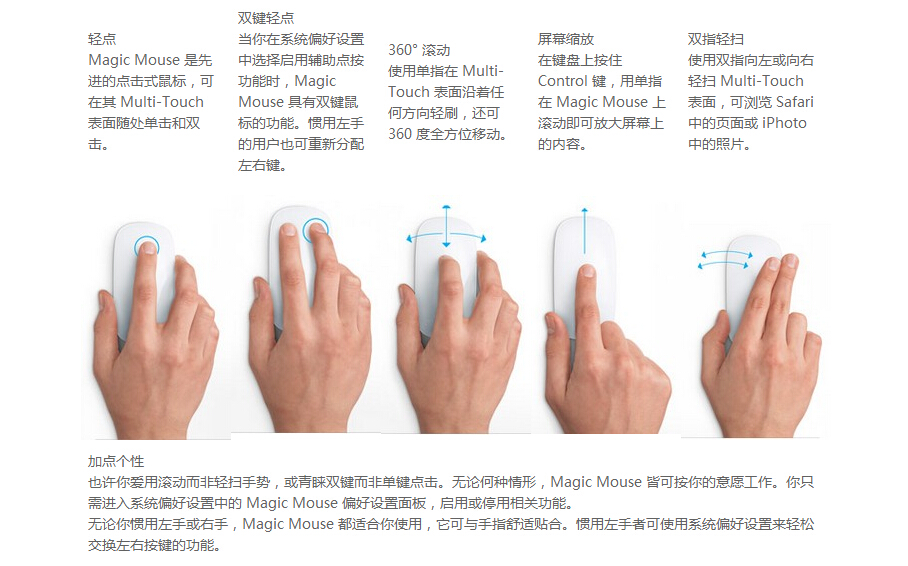 轻点
Magic Mouse 是先
进的点击式鼠标，可
在其 Multi-Touch
表面随处单击和双
击。
双键轻点
当你在系统偏好设置
中选择启用辅助点按
功能时，Magic
Mouse 具有双键鼠
标的功能。惯用左手
的用户也可重新分配
左右键。
360° 滚动
使用单指在 Multi-
Touch 表面沿着任
何方向轻刷，还可
360 度全方位移动。
屏幕缩放
在键盘上按住
Control 键，用单指
在 Magic Mouse 上
滚动即可放大屏幕上
的内容。
双指轻扫
使用双指向左或向右
轻扫 Multi-Touch
表面，可浏览 Safari
中的页面或 iPhoto
中的照片。
加点个性
也许你爱用滚动而非轻扫手势，或青睐双键而非单键点击。无论何种情形，Magic Mouse 皆可按你的意愿工作。你只
需进入系统偏好设置中的 Magic Mouse 偏好设置面板，启用或停用相关功能。
无论你惯用左手或右手，Magic Mouse 都适合你使用，它可与手指舒适贴合。惯用左手者可使用系统偏好设置来轻松
交换左右按键的功能。